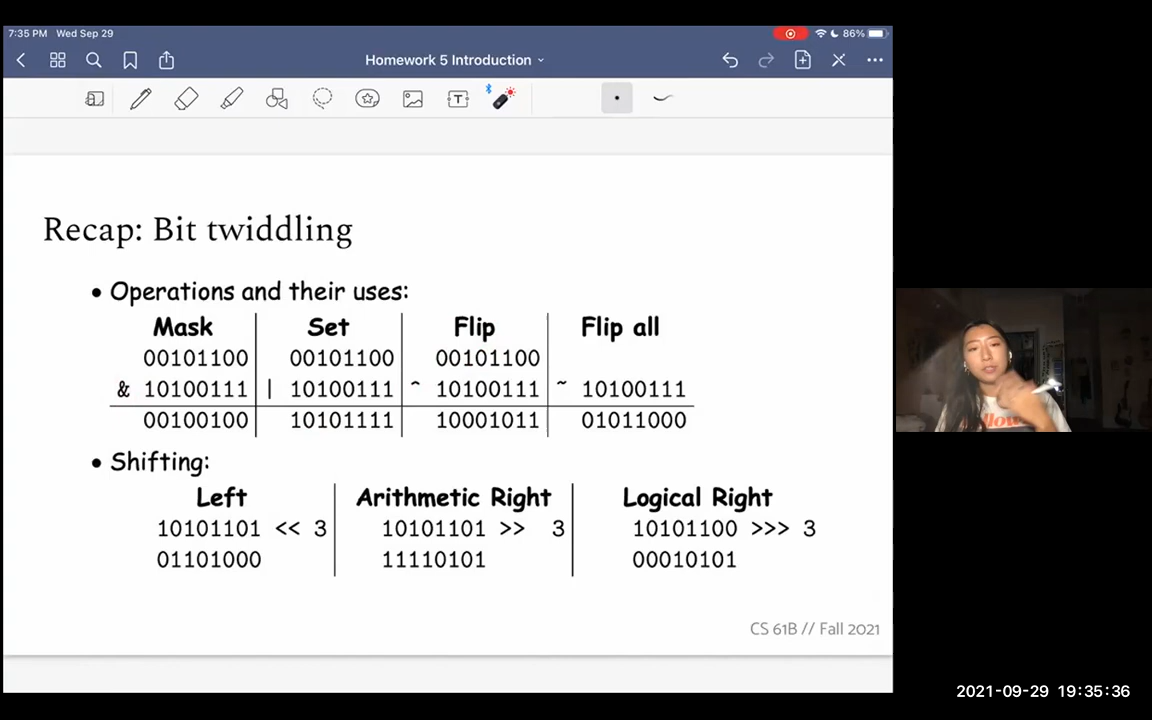 7:35 PM Wed Sep 29
86%
Homework 5 Introduction
T
Recap: Bit twiddling
• Operations and their uses:
Mask Set Flip Flip all
00101100 00101100 00101100
& 10100111 | 10100111 ^ 10100111 ~ 10100111
00100100 10101111 10001011 01011000
• Shifting:
Left Arithmetic Right Logical Right
10101101 << 3 10101101 >> 3 10101100 >>> 3
01101000 11110101 00010101
CS 61B // Fall 2021
2021-09-29 19:35:36